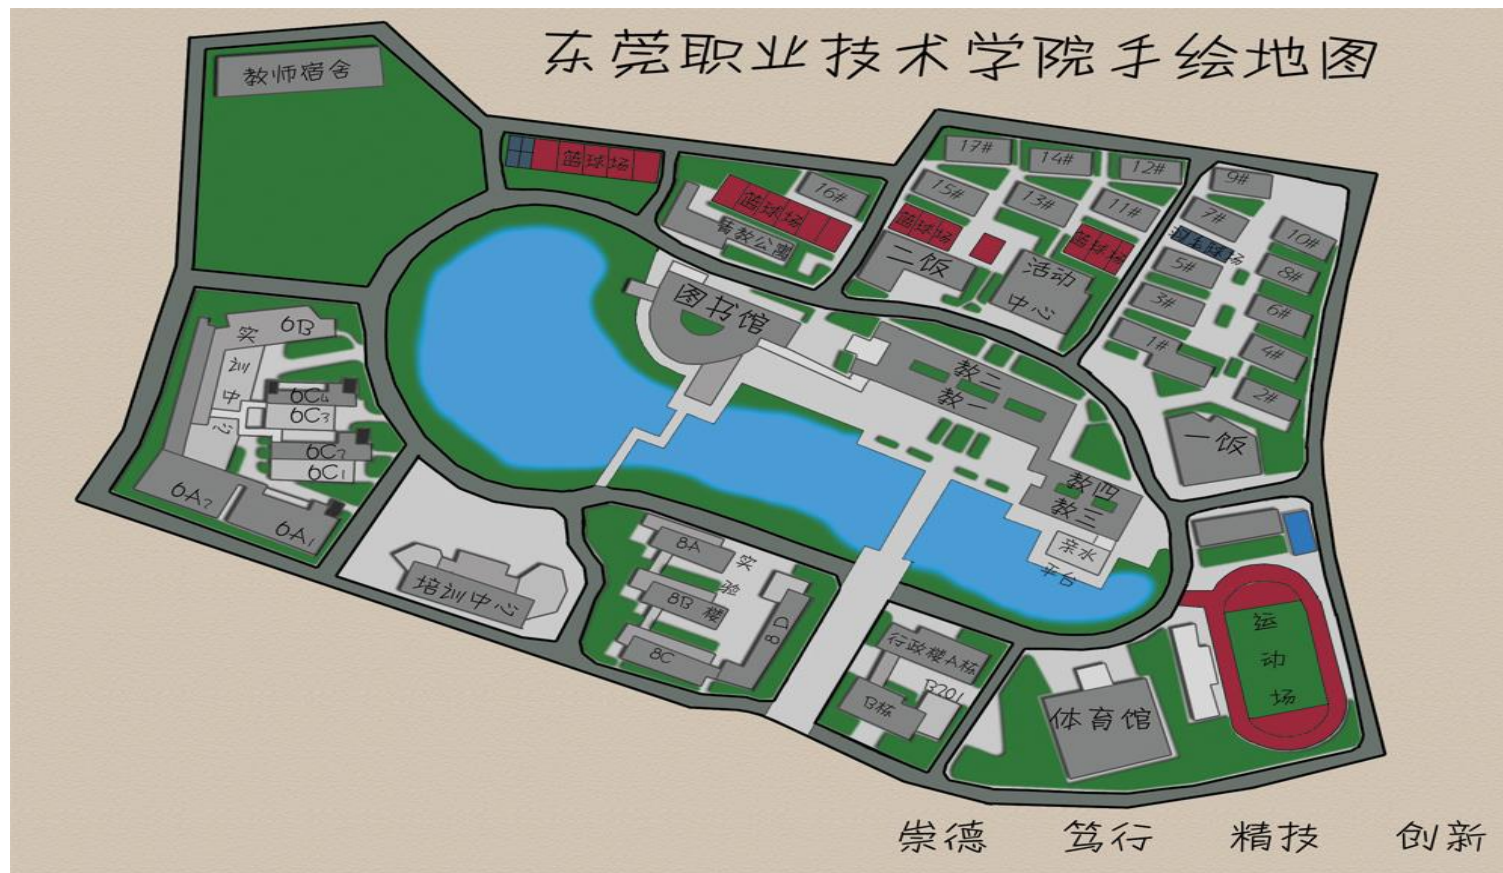 东莞职业技术学院手绘地图
教师宿舍
篮球场
16#
篮球场
青教公寓
17#
14#
12#
15#
13#
11#
篮球场
篮球场
二饭
活动
中心
9#
7#
10#
5#
8#
3#
6#
1#
4#
2#
一饭
图书馆
教二
教一
教四
教三
亲水
平台
6B
实
训
中
心
6C4
6C3
6C2
6C1
6A2
6A1
培训中心
8A
实
验
8B 楼
8D
8C
行政楼A栋
B201
B栋
体育馆
运
动
场
崇德 笃行 精技 创新